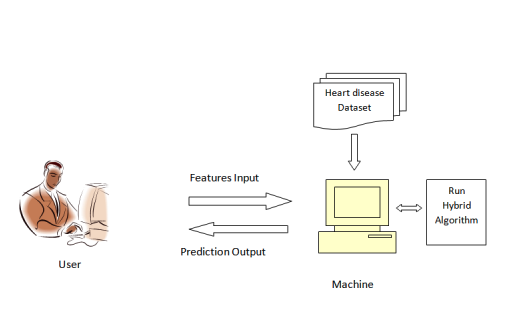 Heart disease
Dataset
Features Input
Run
Hybrid
Algorithm
Prediction Output
User
Machine